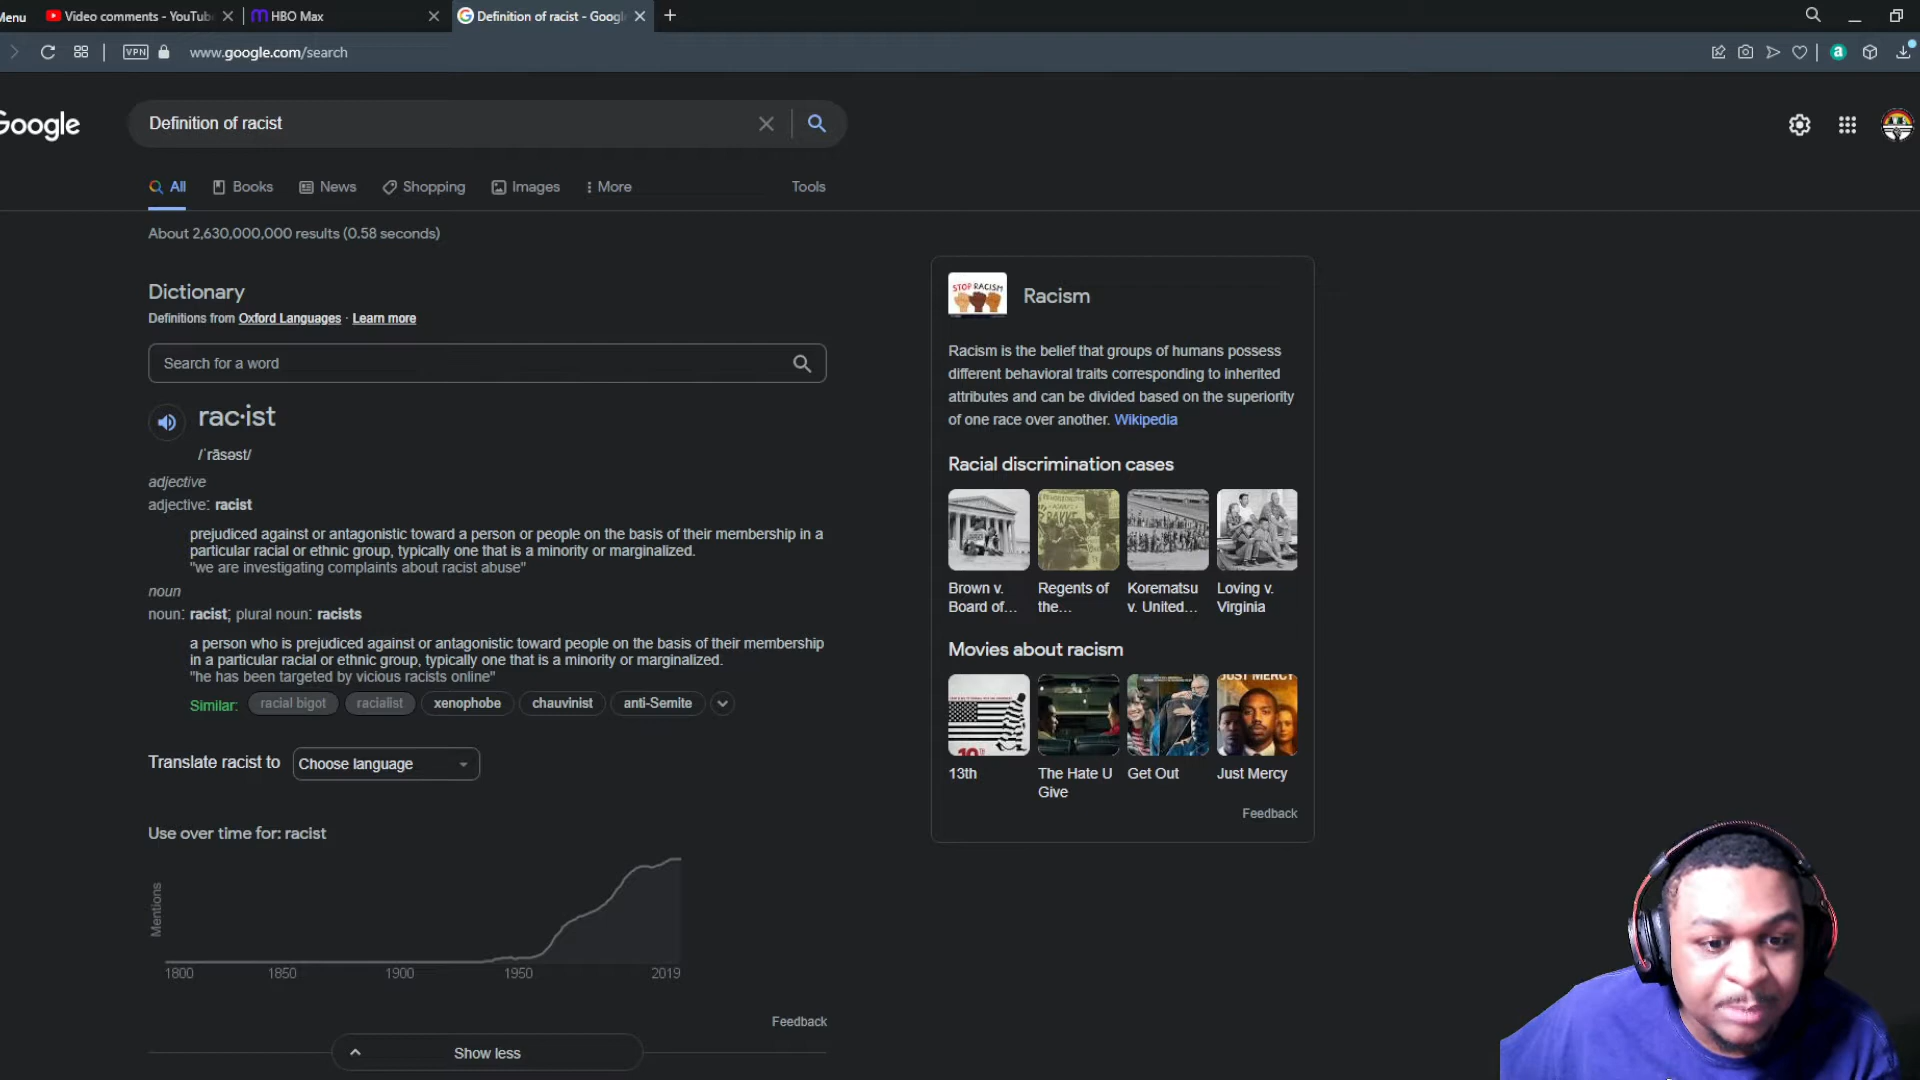 Menu
Video comments - YouTub
HBO Max
Definition of racist - Googl
VPN
www.google.com/search
a
Google
Definition of racist
All
Books
News
Shopping
Images
More
Tools
About 2,630,000,000 results (0.58 seconds)
Dictionary
Definitions from Oxford Languages · Learn more
Search for a word
rac·ist
/ˈrāsəst/
adjective
adjective: racist
prejudiced against or antagonistic toward a person or people on the basis of their membership in a
particular racial or ethnic group, typically one that is a minority or marginalized.
"we are investigating complaints about racist abuse"
noun
noun: racist; plural noun: racists
a person who is prejudiced against or antagonistic toward people on the basis of their membership
in a particular racial or ethnic group, typically one that is a minority or marginalized.
"he has been targeted by vicious racists online"
Similar:
racial bigot
racialist
xenophobe
chauvinist
anti-Semite
Translate racist to
Choose language
Use over time for: racist
Mentions
1800
1850
1900
1950
2019
Feedback
Show less
STOP RACISM
Racism
Racism is the belief that groups of humans possess
different behavioral traits corresponding to inherited
attributes and can be divided based on the superiority
of one race over another. Wikipedia
Racial discrimination cases
Brown v.
Board of...
Regents of
the...
Korematsu
v. United...
Loving v.
Virginia
Movies about racism
JUST MERCY
13th
The Hate U
Give
Get Out
Just Mercy
Feedback